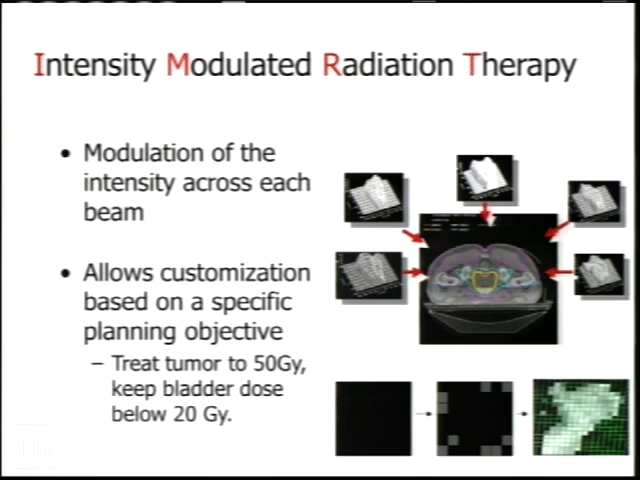 Intensity Modulated Radiation Therapy
• Modulation of the
intensity across each
beam
• Allows customization
based on a specific
planning objective
– Treat tumor to 50Gy,
keep bladder dose
below 20 Gy.